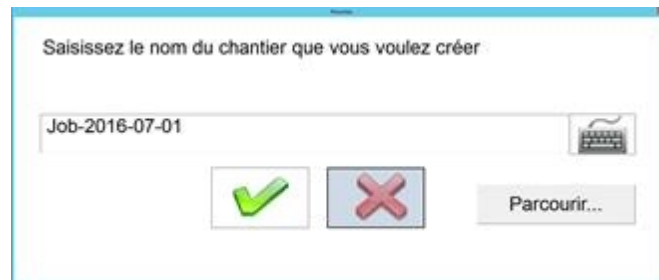 Saisissez le nom du chantier que vous voulez créer
Job-2016-07-01
Parcourir...